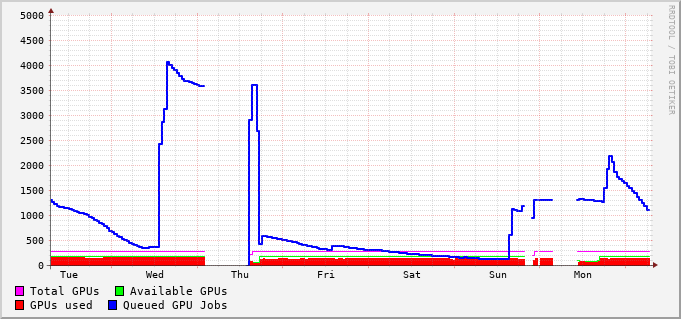 5000
4500
4000
3500
3000
2500
2000
1500
1000
500
0
Tue Wed Thu Fri Sat Sun Mon
Total GPUs Available GPUs
GPUs used Queued GPU Jobs
RRDTOOL / TOBI OETIKER